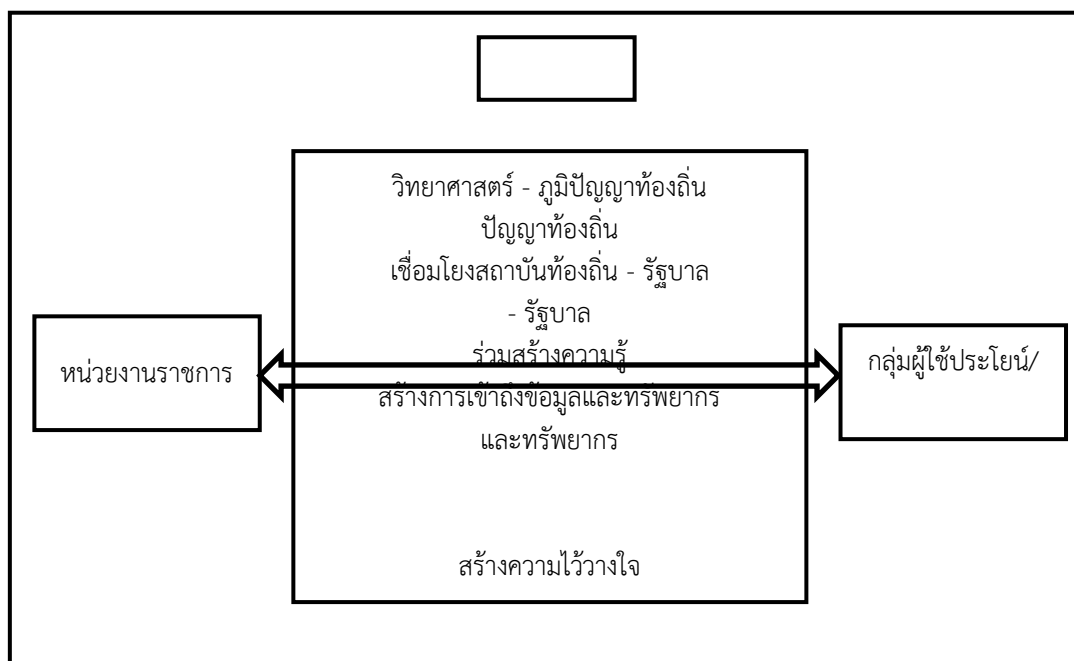 วิทยาศาสตร์ - ภูมิปัญญาท้องถิ่น
ปัญญาท้องถิ่น
เชื่อมโยงสถาบันท้องถิ่น - รัฐบาล
- รัฐบาล
ร่วมสร้างความรู้
หน่วยงานราชการ
กลุ่มผู้ใช้ประโยน์/
สร้างการเข้าถึงข้อมูลและทรัพยากร
และทรัพยากร
สร้างความไว้วางใจ